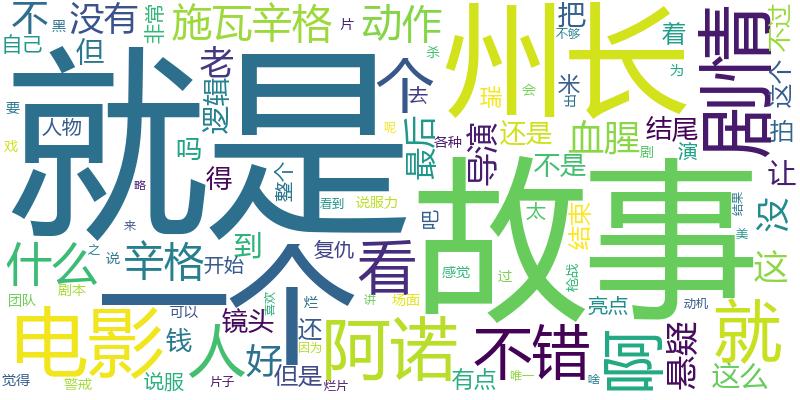 不
没有
非常
施瓦辛格
片
动作
把
着
不过
黑
自己
但
老
杀
个
去
州长
不够
米
丑
为
这个
剧情
就是
逻辑
瑞
会
要
人物
戏
吗
呢
得
最后
各种
导演
还是
血腥
结尾
拍
剧
演
不是
让
整个
略
看到
说服力
吧
太
结束
没
结果
故事
来
美
什么
之
说
辛格
开始
到
一个
复仇
看
感觉
过
枪战
这
团队
剧本
可以
喜欢
烂
讲
场面
亮点
动机
电影
钱
人
镜头
还
好
因为
阿诺
不错
啊
悬疑
就
觉得
警戒
说服
片子
但是
烂片
有点
唯一
啥
这么